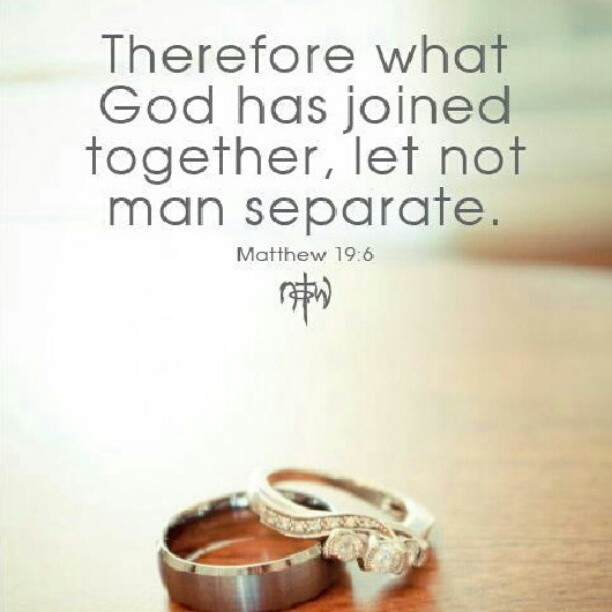 Therefore what
God has joined
together, let not
man separate.
Matthew 19:6